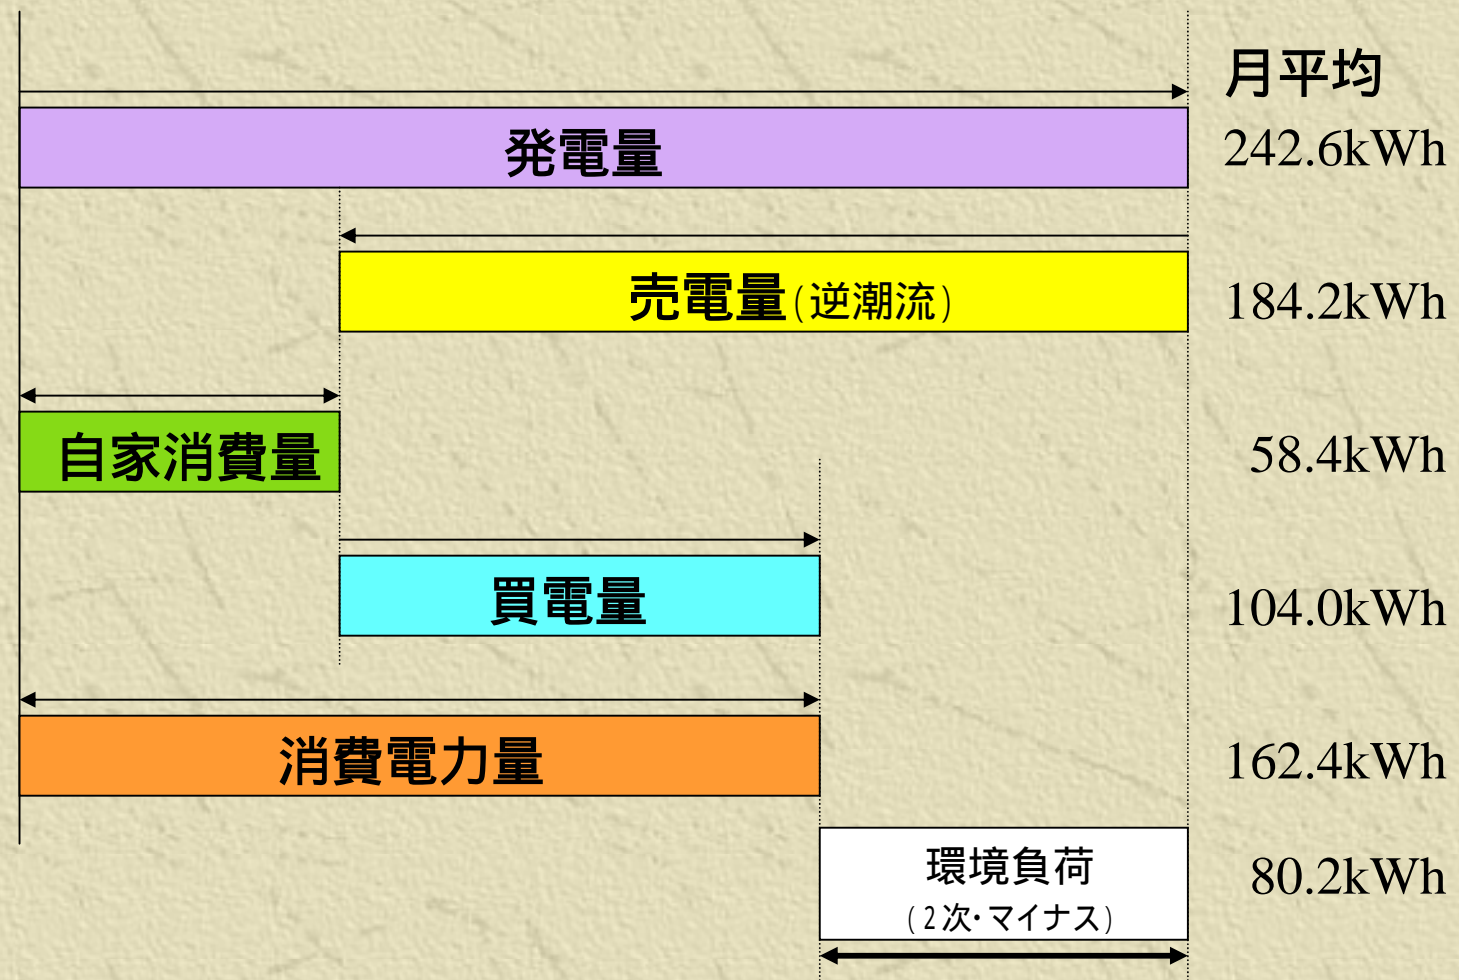 月平均
発電量 242.6kWh
売電量(逆潮流) 184.2kWh
自家消費量 58.4kWh
買電量 104.0kWh
消費電力量 162.4kWh
環境負荷 80.2kWh
(2次・マイナス)